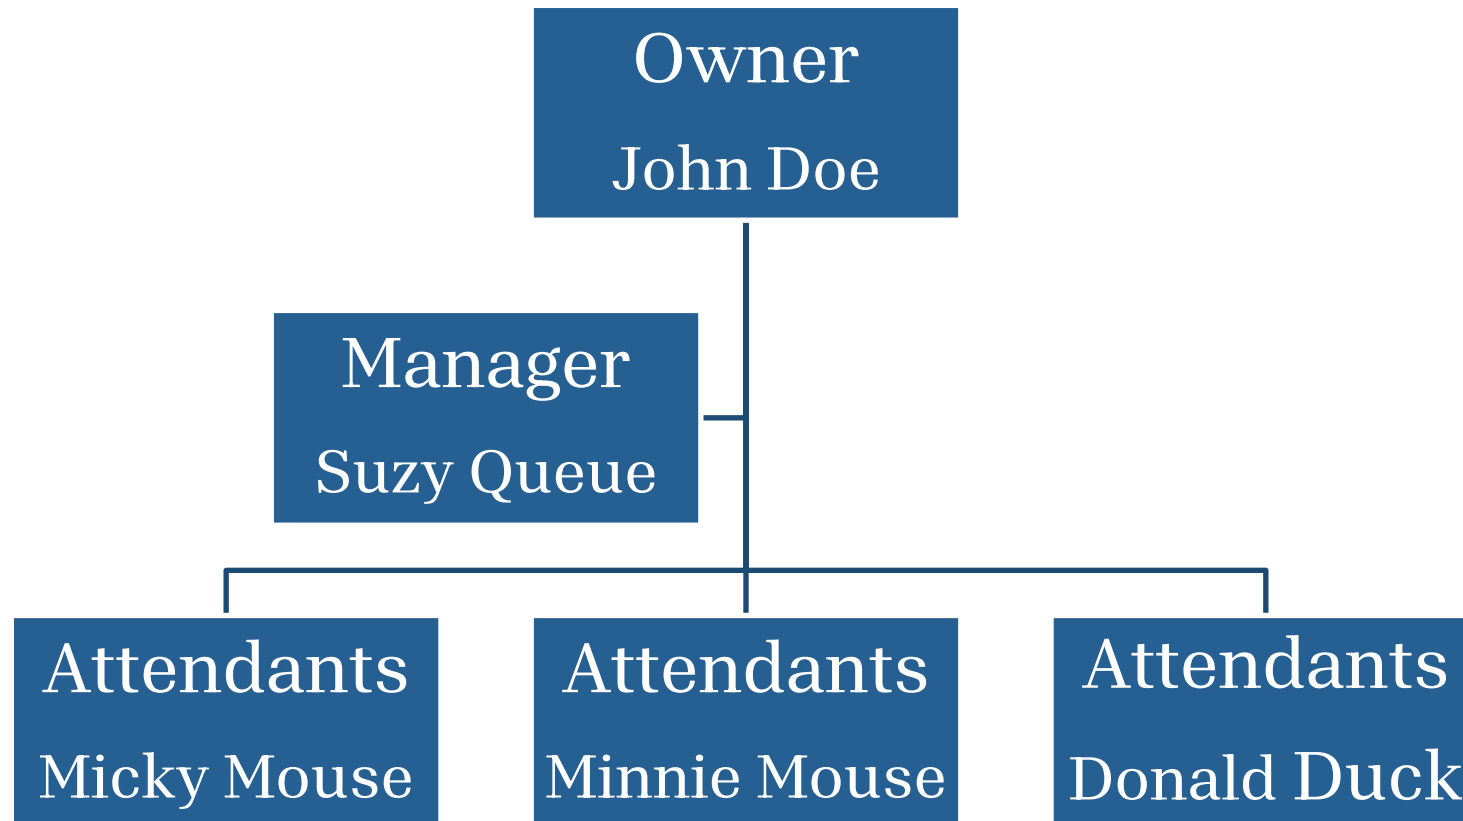 Owner
John Doe
Manager
Suzy Queue
Attendants
Micky Mouse
Attendants
Minnie Mouse
Attendants
Donald Duck